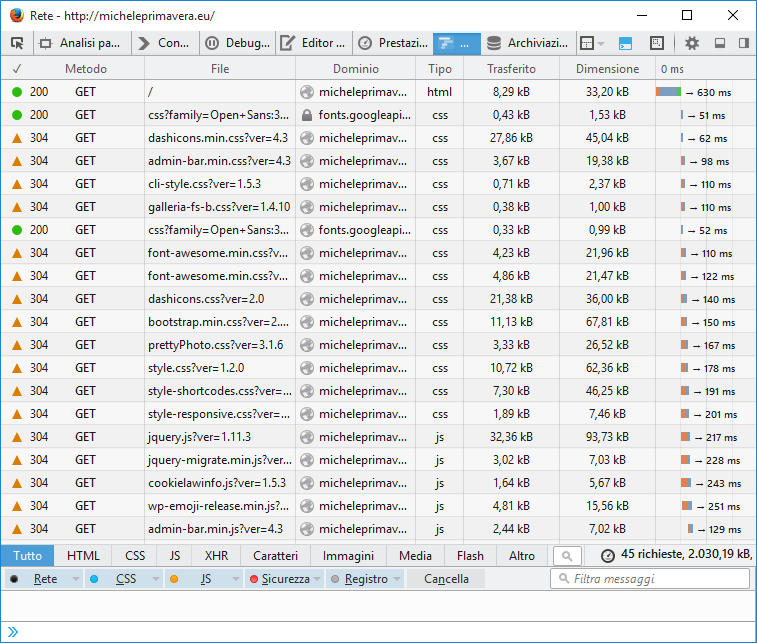 Rete - http://micheleprimavera.eu/
Analisi pa... Con... Debug... Editor ... Prestazi... ... Archiviazi...
✓ Metodo File Dominio Tipo Trasferito Dimensione 0 ms
200 GET / micheleprimav... html 8,29 kB 33,20 kB → 630 ms
200 GET css?family=Open+Sans:3... fonts.googleapi... css 0,43 kB 1,53 kB → 51 ms
304 GET dashicons.min.css?ver=4.3 micheleprimav... css 27,86 kB 45,04 kB → 62 ms
304 GET admin-bar.min.css?ver=4.3 micheleprimav... css 3,67 kB 19,38 kB → 98 ms
304 GET cli-style.css?ver=1.5.3 micheleprimav... css 0,71 kB 2,37 kB → 110 ms
304 GET galleria-fs-b.css?ver=1.4.10 micheleprimav... css 0,38 kB 1,00 kB → 110 ms
200 GET css?family=Open+Sans:3... fonts.googleapi... css 0,33 kB 0,99 kB → 52 ms
304 GET font-awesome.min.css?v... micheleprimav... css 4,23 kB 21,96 kB → 110 ms
304 GET font-awesome.min.css?v... micheleprimav... css 4,86 kB 21,47 kB → 122 ms
304 GET dashicons.css?ver=2.0 micheleprimav... css 21,38 kB 36,00 kB → 140 ms
304 GET bootstrap.min.css?ver=2.... micheleprimav... css 11,13 kB 67,81 kB → 150 ms
304 GET prettyPhoto.css?ver=3.1.6 micheleprimav... css 3,33 kB 26,52 kB → 167 ms
304 GET style.css?ver=1.2.0 micheleprimav... css 10,72 kB 62,36 kB → 178 ms
304 GET style-shortcodes.css?ver=... micheleprimav... css 7,30 kB 46,25 kB → 191 ms
304 GET style-responsive.css?ver=... micheleprimav... css 1,89 kB 7,46 kB → 201 ms
304 GET jquery.js?ver=1.11.3 micheleprimav... js 32,36 kB 93,73 kB → 217 ms
304 GET jquery-migrate.min.js?ver... micheleprimav... js 3,02 kB 7,03 kB → 228 ms
304 GET cookielawinfo.js?ver=1.5.3 micheleprimav... js 1,64 kB 5,67 kB → 243 ms
304 GET wp-emoji-release.min.js?... micheleprimav... js 4,81 kB 15,56 kB → 251 ms
304 GET admin-bar.min.js?ver=4.3 micheleprimav... js 2,44 kB 7,02 kB → 129 ms
Tutto HTML CSS JS XHR Caratteri Immagini Media Flash Altro 45 richieste, 2.030,19 kB,
Rete CSS JS Sicurezza Registro Cancella Filtra messaggi
»